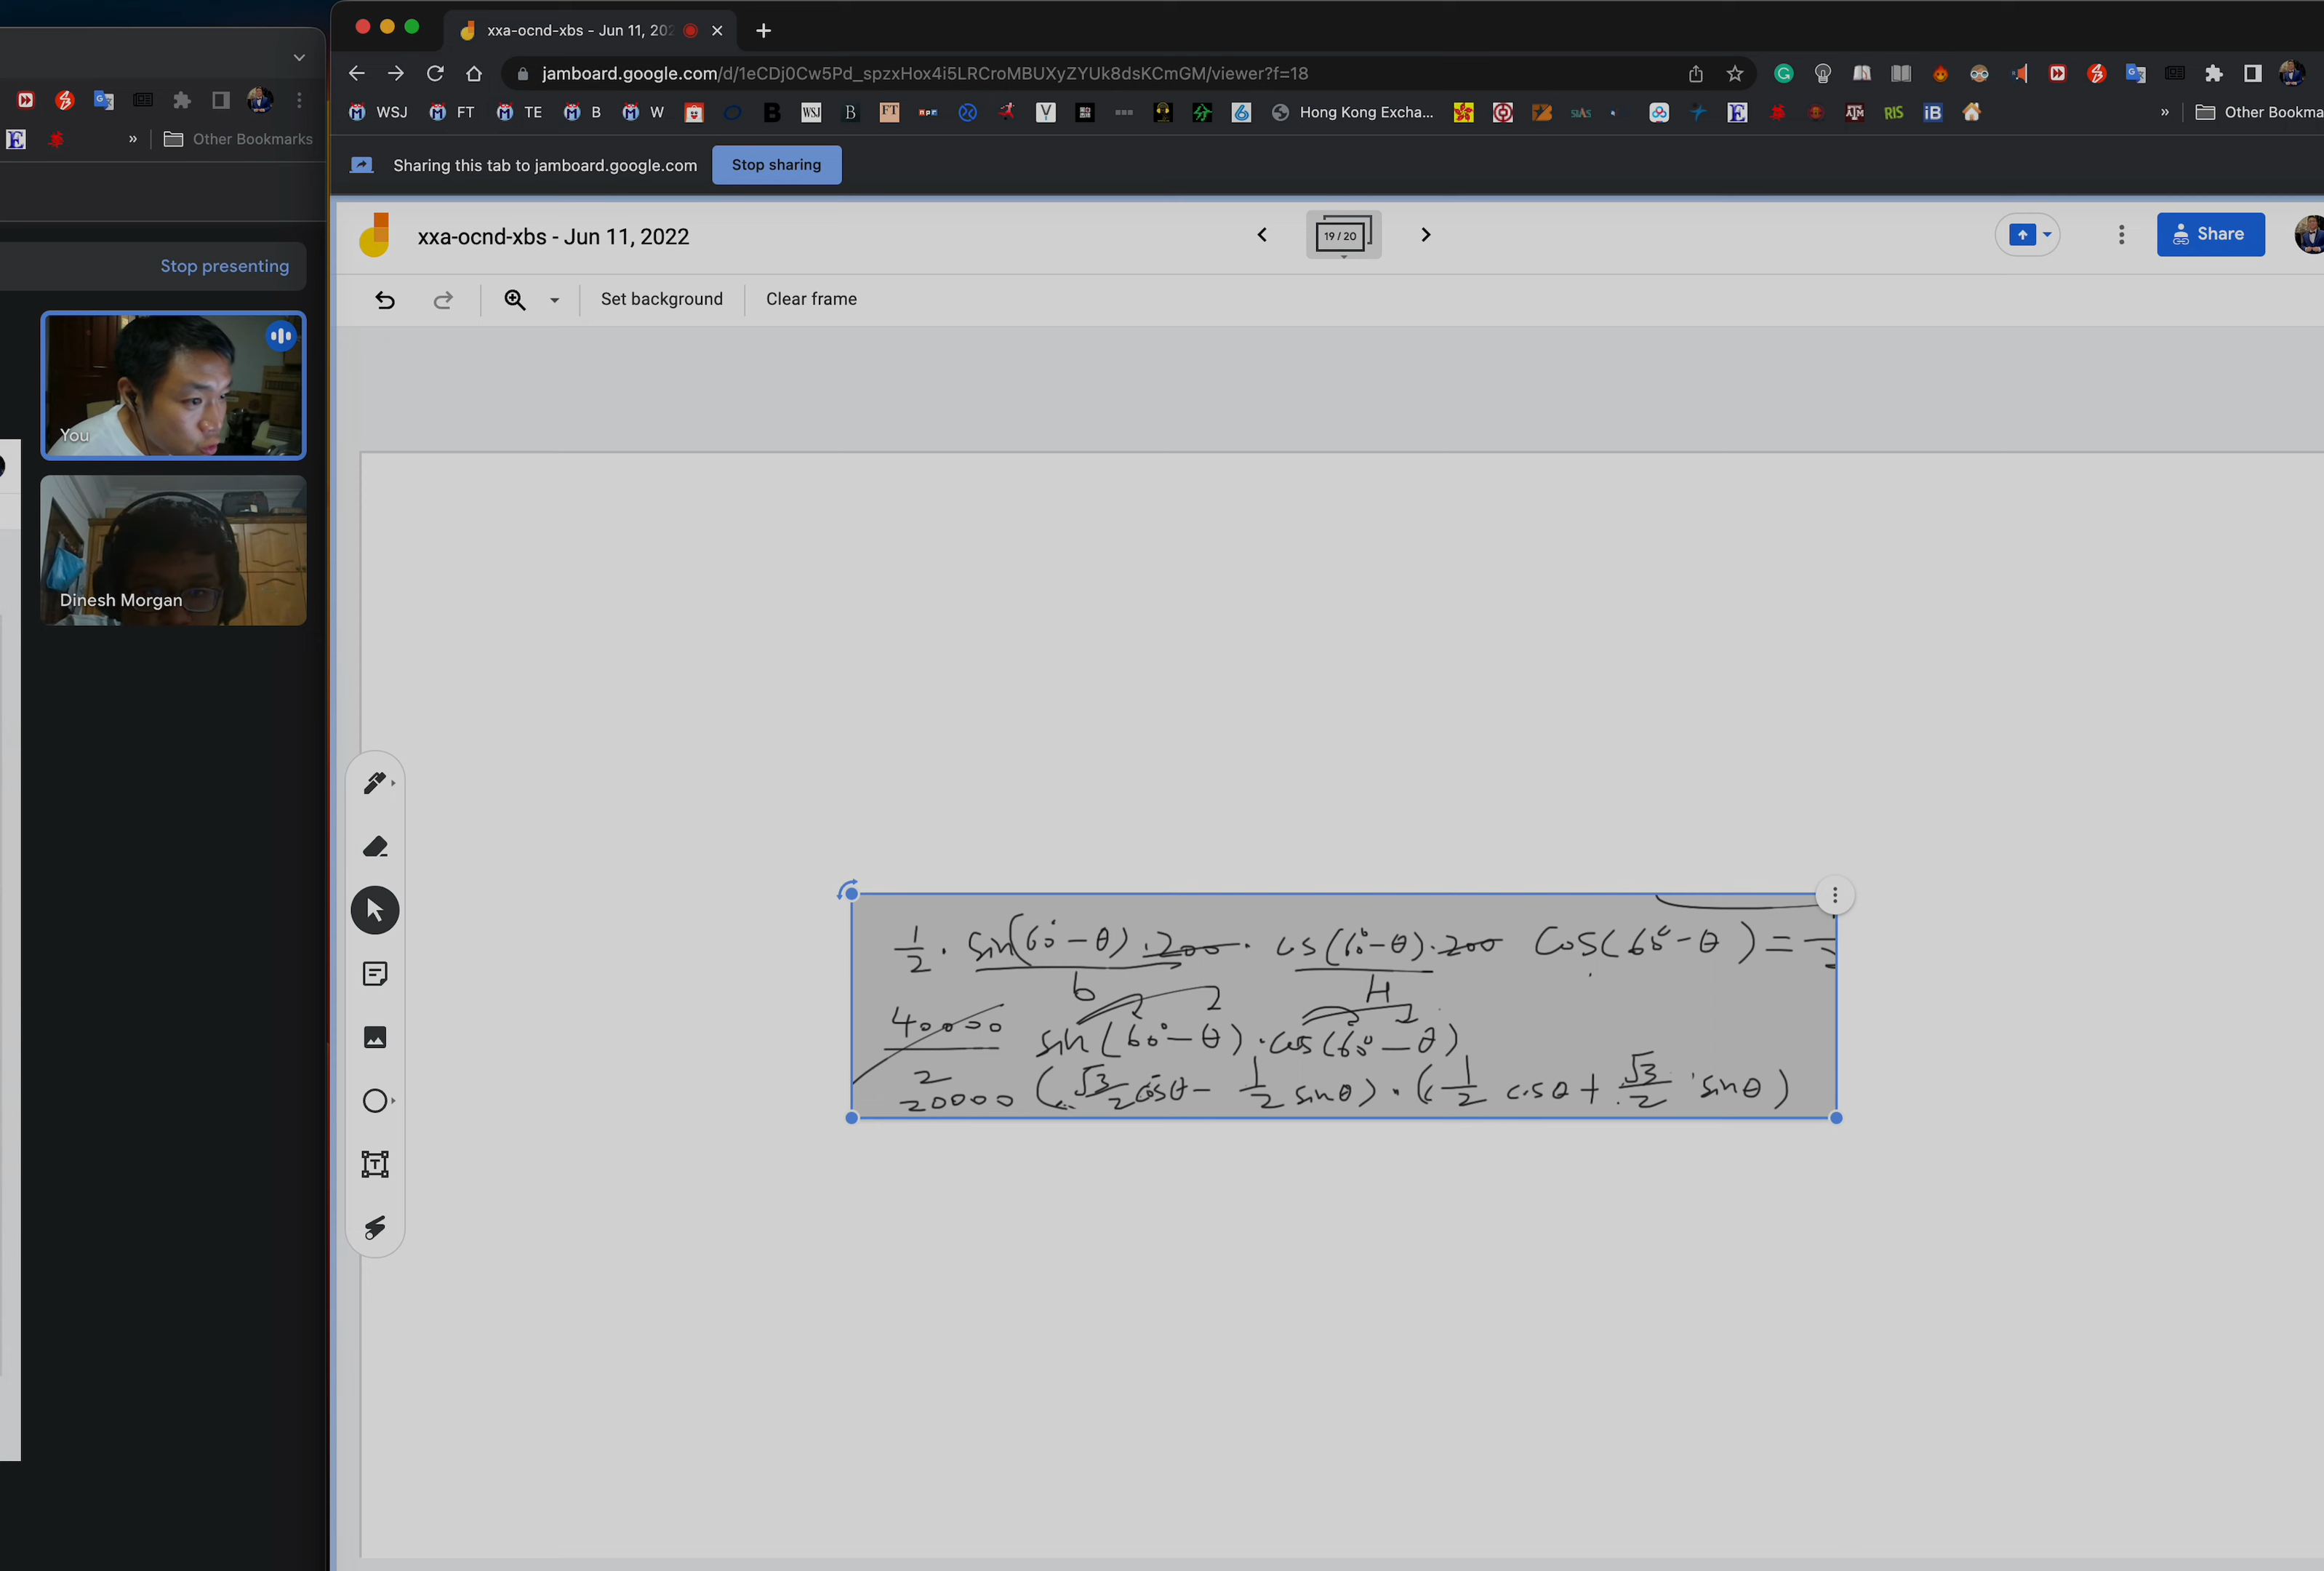 xxa-ocnd-xbs - Jun 11, 202
jamboard.google.com/d/1eCDj0Cw5Pd_spzxHox4i5LRCroMBUXyZYUk8dsKCmGM/viewer?f=18
WSJ FT TE B W Hong Kong Excha... » Other Bookma
» Other Bookmarks
Sharing this tab to jamboard.google.com Stop sharing
xxa-ocnd-xbs - Jun 11, 2022 19 / 20 Share
Stop presenting
Set background Clear frame
You
Dinesh Morgan
1/2 · sin(60° - θ) · 200 · cos(60° - θ) · 200 cos(60° - θ) =
b H
40000 sin(60° - θ) · cos(60° - θ)
2
20000 (√3/2 cosθ - 1/2 sinθ) · (1/2 cosθ + √3/2 sinθ)